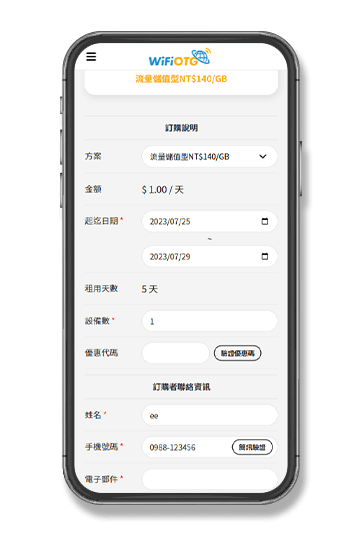 WiFiOTG
流量儲值型NT$140/GB
訂購說明
方案 流量儲值型NT$140/GB
金額 $ 1.00 / 天
起迄日期 * 2023/07/25
~
2023/07/29
租用天數 5 天
設備數 * 1
優惠代碼 驗證優惠碼
訂購者聯絡資訊
姓名 * ee
手機號碼 * 0988-123456 簡訊驗證
電子郵件 *